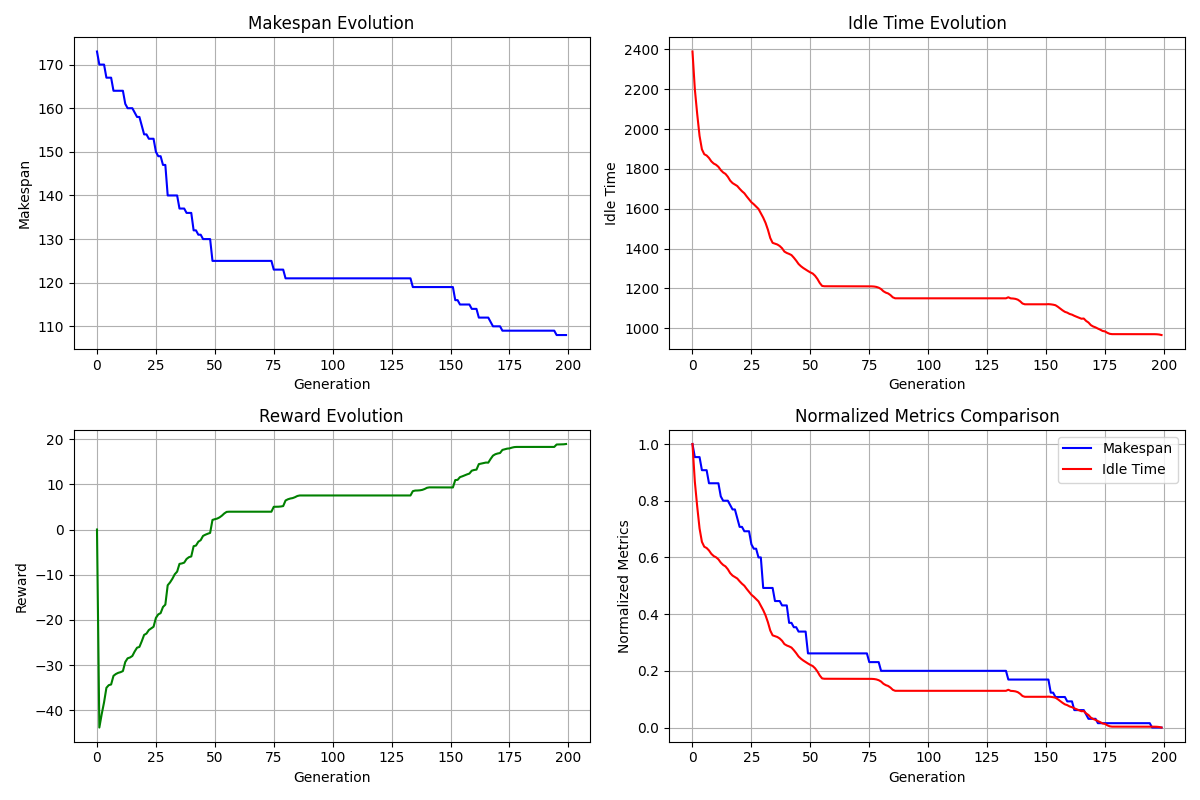 Makespan Evolution
Makespan
170
160
150
140
130
120
110
0 25 50 75 100 125 150 175 200
Generation
Idle Time Evolution
Idle Time
2400
2200
2000
1800
1600
1400
1200
1000
0 25 50 75 100 125 150 175 200
Generation
Reward Evolution
Reward
20
10
0
−10
−20
−30
−40
0 25 50 75 100 125 150 175 200
Generation
Normalized Metrics Comparison
Normalized Metrics
1.0
0.8
0.6
0.4
0.2
0.0
Makespan
Idle Time
0 25 50 75 100 125 150 175 200
Generation